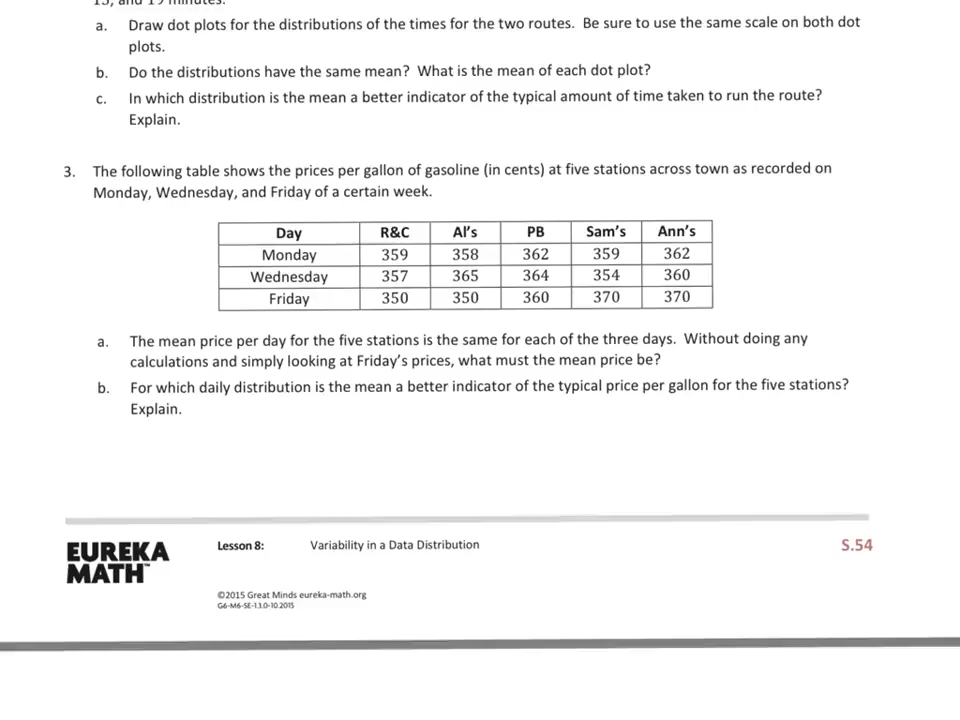 a. Draw dot plots for the distributions of the times for the two routes. Be sure to use the same scale on both dot
plots.
b. Do the distributions have the same mean? What is the mean of each dot plot?
c. In which distribution is the mean a better indicator of the typical amount of time taken to run the route?
Explain.
3. The following table shows the prices per gallon of gasoline (in cents) at five stations across town as recorded on
Monday, Wednesday, and Friday of a certain week.
Day R&C Al's PB Sam's Ann's
Monday 359 358 362 359 362
Wednesday 357 365 364 354 360
Friday 350 350 360 370 370
a. The mean price per day for the five stations is the same for each of the three days. Without doing any
calculations and simply looking at Friday's prices, what must the mean price be?
b. For which daily distribution is the mean a better indicator of the typical price per gallon for the five stations?
Explain.
EUREKA
MATH™
Lesson 8: Variability in a Data Distribution
S.54
©2015 Great Minds eureka-math.org
G6-M6-SE-1.3.0-10.2015